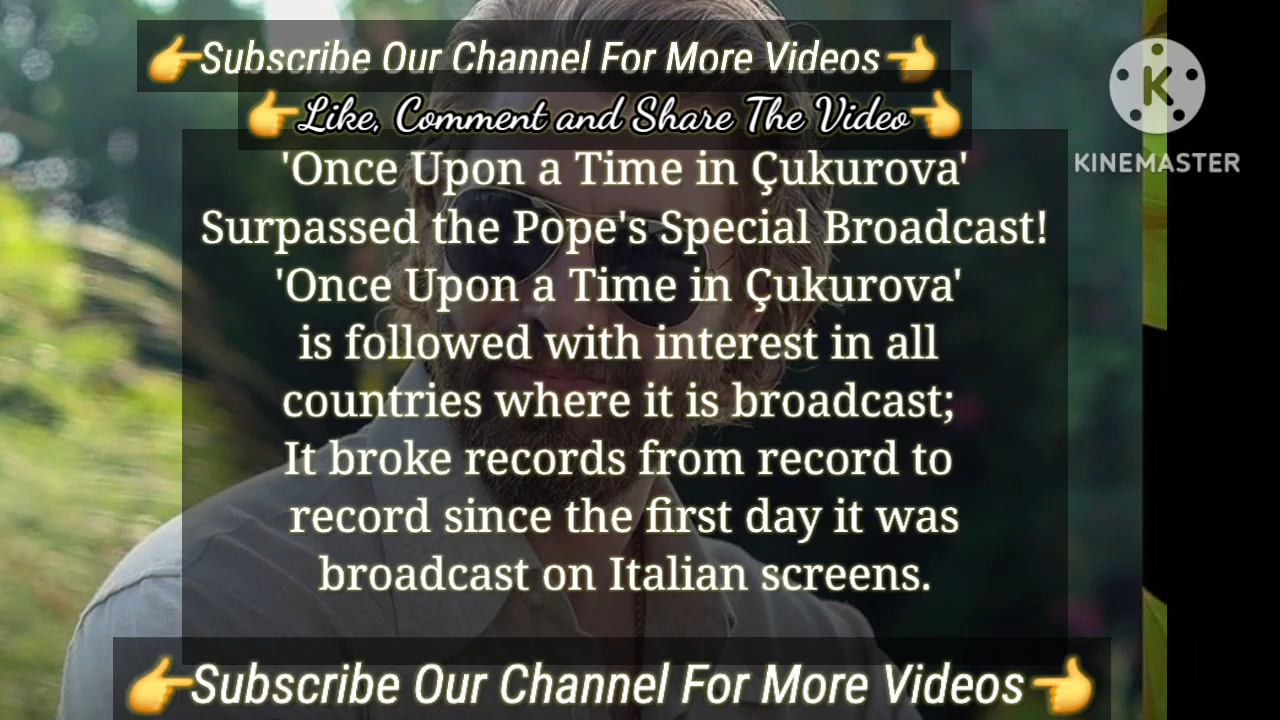 👉Subscribe Our Channel For More Videos👈
👉Like, Comment and Share The Video👈
'Once Upon a Time in Çukurova'
Surpassed the Pope's Special Broadcast!
'Once Upon a Time in Çukurova'
is followed with interest in all
countries where it is broadcast;
It broke records from record to
record since the first day it was
broadcast on Italian screens.
👉Subscribe Our Channel For More Videos👈
K
KINEMASTER